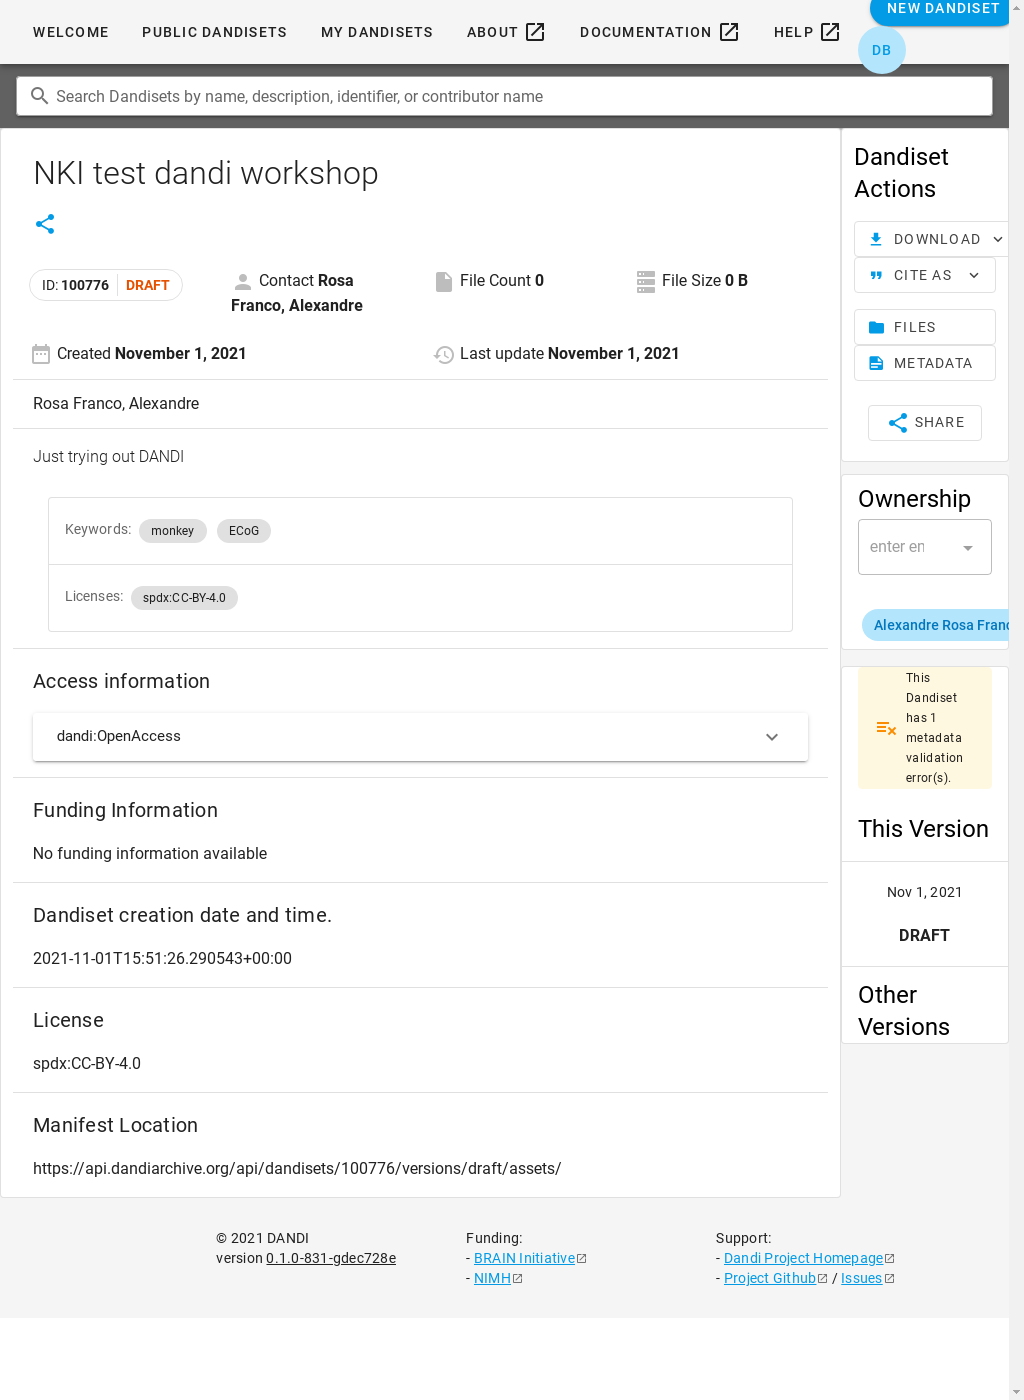 WELCOME PUBLIC DANDISETS MY DANDISETS ABOUT DOCUMENTATION HELP NEW DANDISET
DB
Search Dandisets by name, description, identifier, or contributor name
NKI test dandi workshop
ID: 100776 DRAFT
Contact Rosa
Franco, Alexandre
File Count 0
File Size 0 B
Created November 1, 2021
Last update November 1, 2021
Rosa Franco, Alexandre
Just trying out DANDI
Keywords: monkey ECoG
Licenses: spdx:CC-BY-4.0
Access information
dandi:OpenAccess
Funding Information
No funding information available
Dandiset creation date and time.
2021-11-01T15:51:26.290543+00:00
License
spdx:CC-BY-4.0
Manifest Location
https://api.dandiarchive.org/api/dandisets/100776/versions/draft/assets/
Dandiset
Actions
DOWNLOAD
CITE AS
FILES
METADATA
SHARE
Ownership
enter en
Alexandre Rosa Franc
This
Dandiset
has 1
metadata
validation
error(s).
This Version
Nov 1, 2021
DRAFT
Other
Versions
© 2021 DANDI
version 0.1.0-831-gdec728e
Funding:
- BRAIN Initiative
- NIMH
Support:
- Dandi Project Homepage
- Project Github / Issues